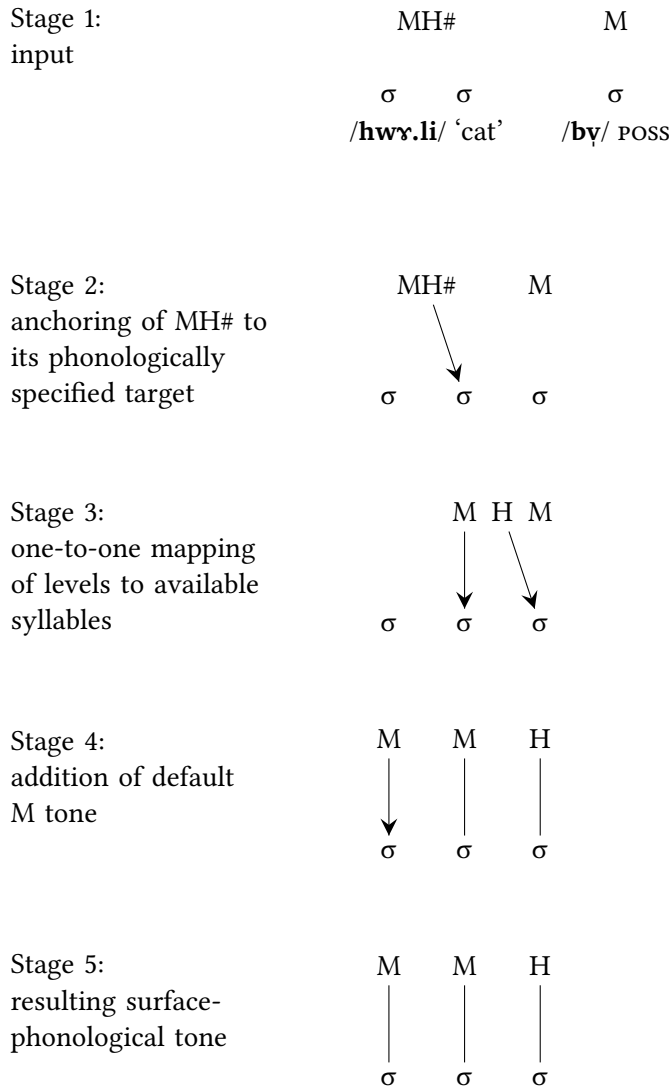 Stage 1: MH# M
input
σ σ σ
/hwɤ.li/ ‘cat’ /bv̩/ POSS
Stage 2: MH# M
anchoring of MH# to
its phonologically
specified target σ σ σ
Stage 3: M H M
one-to-one mapping
of levels to available
syllables σ σ σ
Stage 4: M M H
addition of default
M tone
σ σ σ
Stage 5: M M H
resulting surface-
phonological tone
σ σ σ